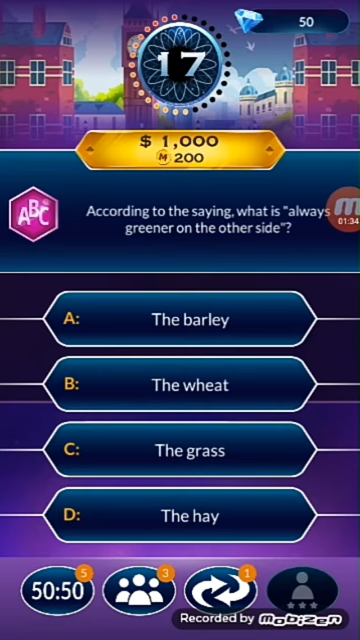 50
17
$ 1,000
M 200
ABC
According to the saying, what is "always
greener on the other side"?
01:34
A: The barley
B: The wheat
C: The grass
D: The hay
5
3
1
50:50
Recorded by MOBIZEN